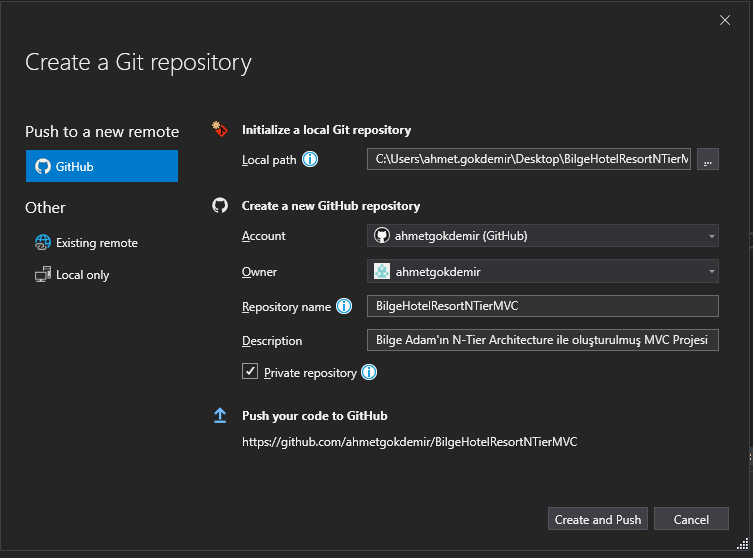 Create a Git repository
Push to a new remote
GitHub
Other
Existing remote
Local only
Initialize a local Git repository
Local path
C:\Users\ahmet.gokdemir\Desktop\BilgeHotelResortNTierM
...
Create a new GitHub repository
Account
ahmetgokdemir (GitHub)
Owner
ahmetgokdemir
Repository name
BilgeHotelResortNTierMVC
Description
Bilge Adam'ın N-Tier Architecture ile oluşturulmuş MVC Projesi
Private repository
Push your code to GitHub
https://github.com/ahmetgokdemir/BilgeHotelResortNTierMVC
Create and Push
Cancel